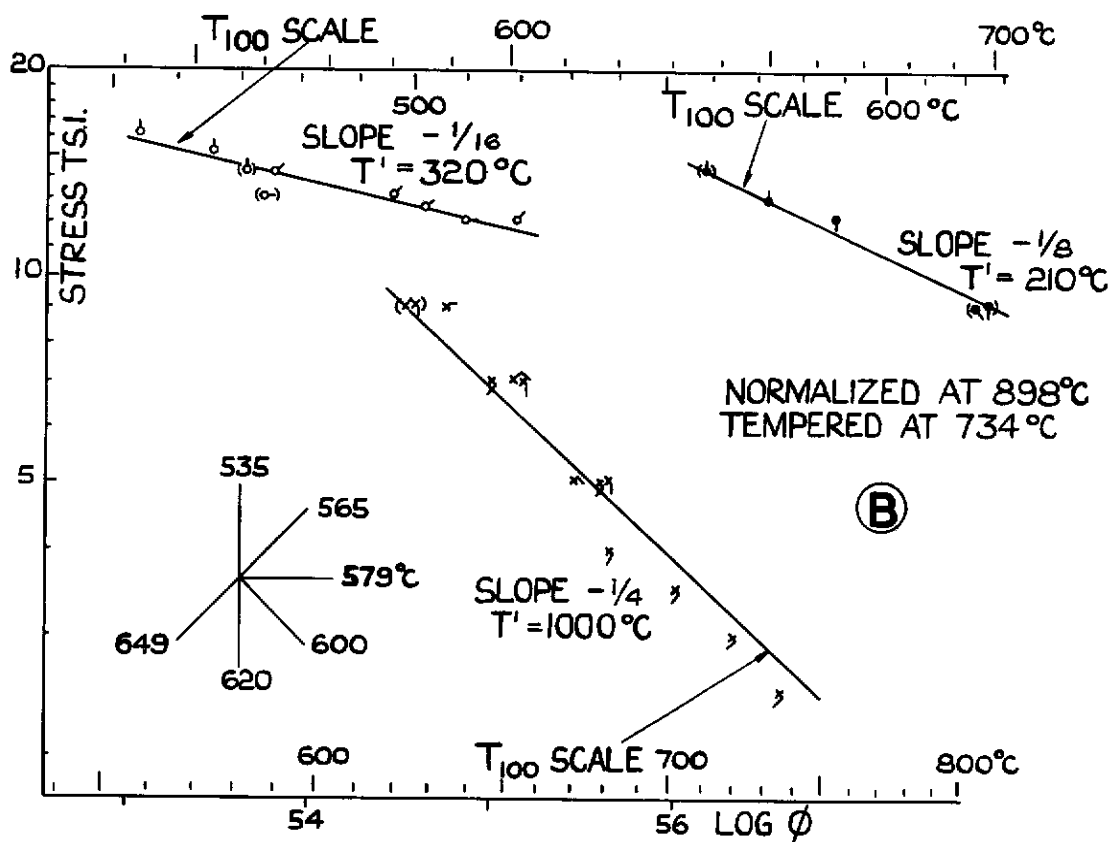 600
700°C
T100 SCALE
20
500
600°C
T100 SCALE
SLOPE -1/16
T' = 320°C
STRESS T.S.I.
SLOPE -1/8
T' = 210°C
10
NORMALIZED AT 898°C
TEMPERED AT 734°C
5
535
565
579°C
600
620
649
B
SLOPE -1/4
T' = 1000°C
T100 SCALE
600
700
800°C
54
56
LOG Ø